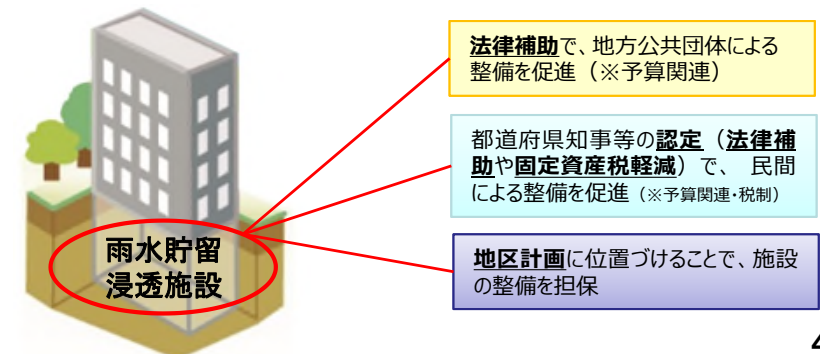 法律補助で、地方公共団体による
整備を促進（※予算関連）
都道府県知事等の認定（法律補
助や固定資産税軽減）で、 民間
による整備を促進（※予算関連・税制）
雨水貯留
浸透施設
地区計画に位置づけることで、施設
の整備を担保